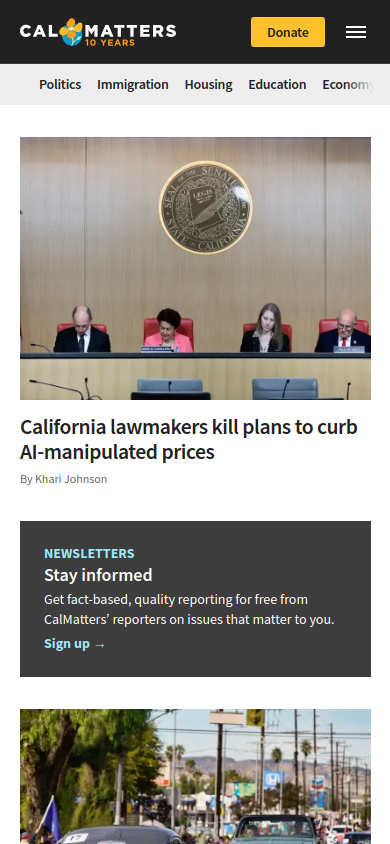 CALMATTERS
10 YEARS
Donate
Politics Immigration Housing Education Economy
SEAL OF THE SENATE
LEGIS
STATE OF CALIFORNIA
California lawmakers kill plans to curb
AI-manipulated prices
By Khari Johnson
NEWSLETTERS
Stay informed
Get fact-based, quality reporting for free from
CalMatters’ reporters on issues that matter to you.
Sign up →